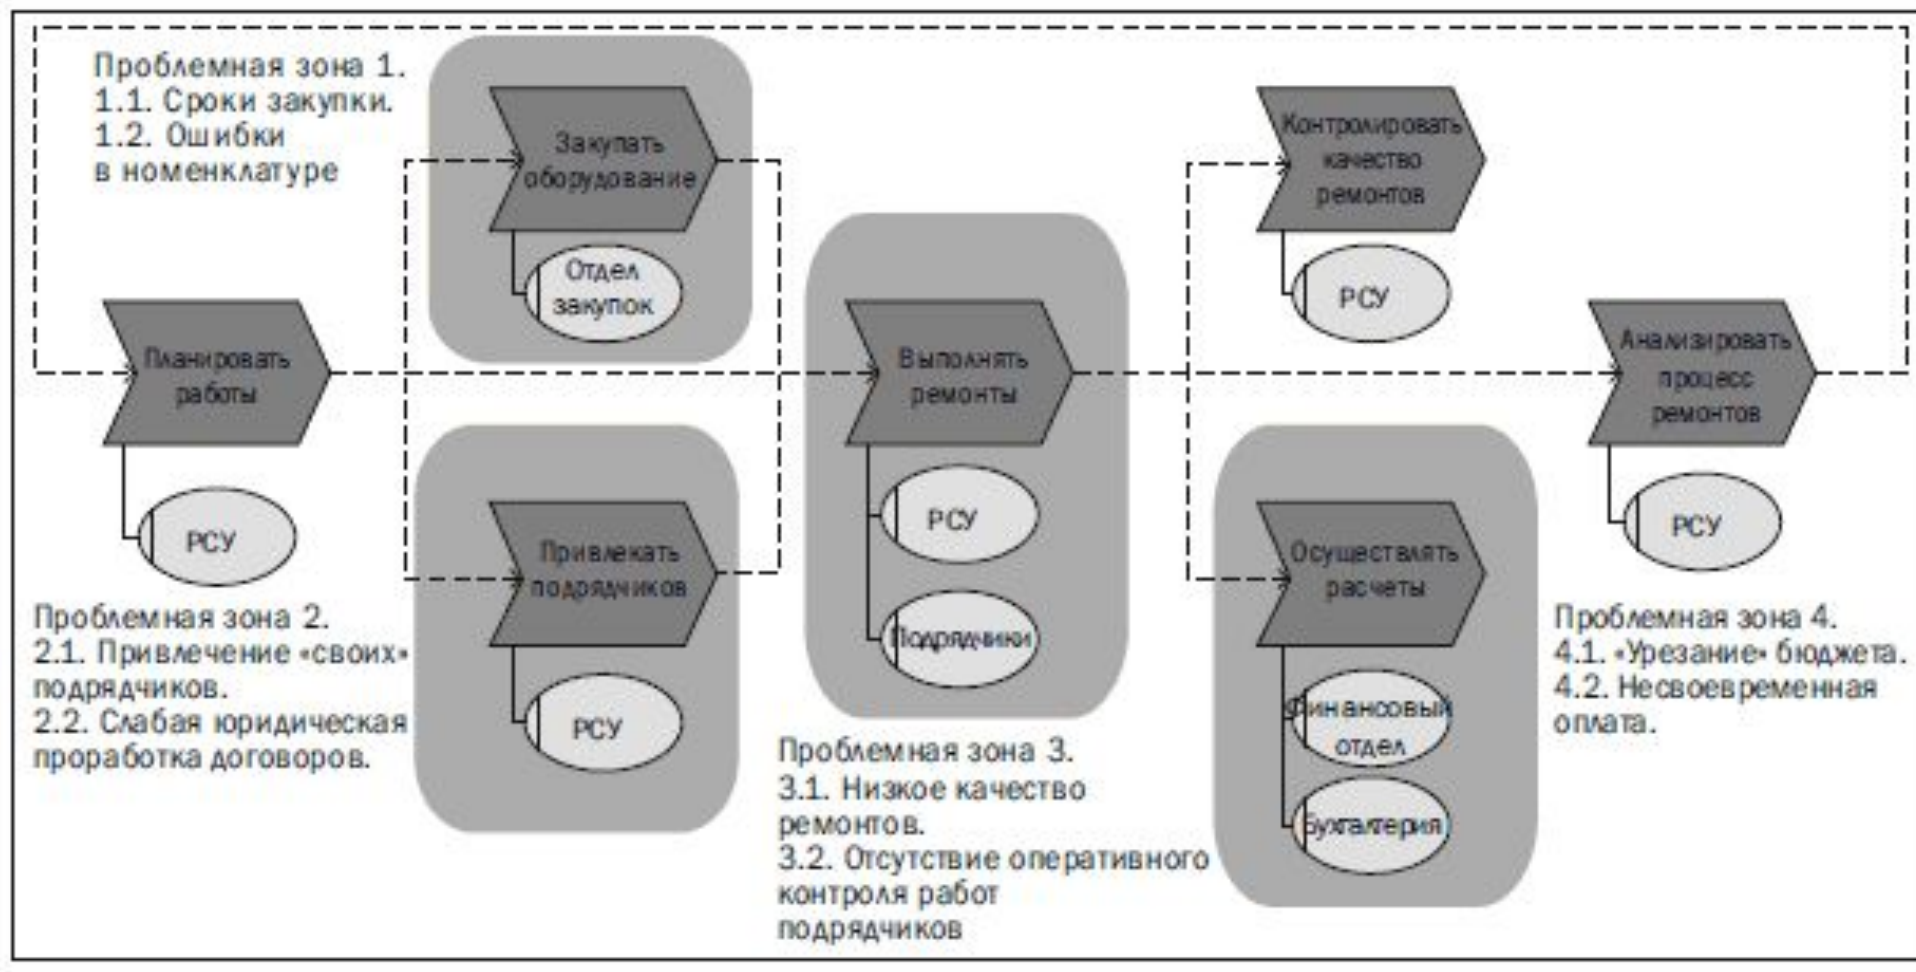 Проблемная зона 1.
1.1. Сроки закупки.
1.2. Ошибки
в номенклатуре
Закупать
оборудование
Отдел
закупок
Контролировать
качество
ремонтов
РСУ
Планировать
работы
РСУ
Выполнять
ремонты
РСУ
Подрядчики
Анализировать
процесс
ремонтов
РСУ
Привлекать
подрядчиков
РСУ
Осуществлять
расчеты
Финансовый
отдел
Бухгалтерия
Проблемная зона 2.
2.1. Привлечение «своих»
подрядчиков.
2.2. Слабая юридическая
проработка договоров.
Проблемная зона 3.
3.1. Низкое качество
ремонтов.
3.2. Отсутствие оперативного
контроля работ
подрядчиков
Проблемная зона 4.
4.1. «Урезание» бюджета.
4.2. Несвоевременная
оплата.